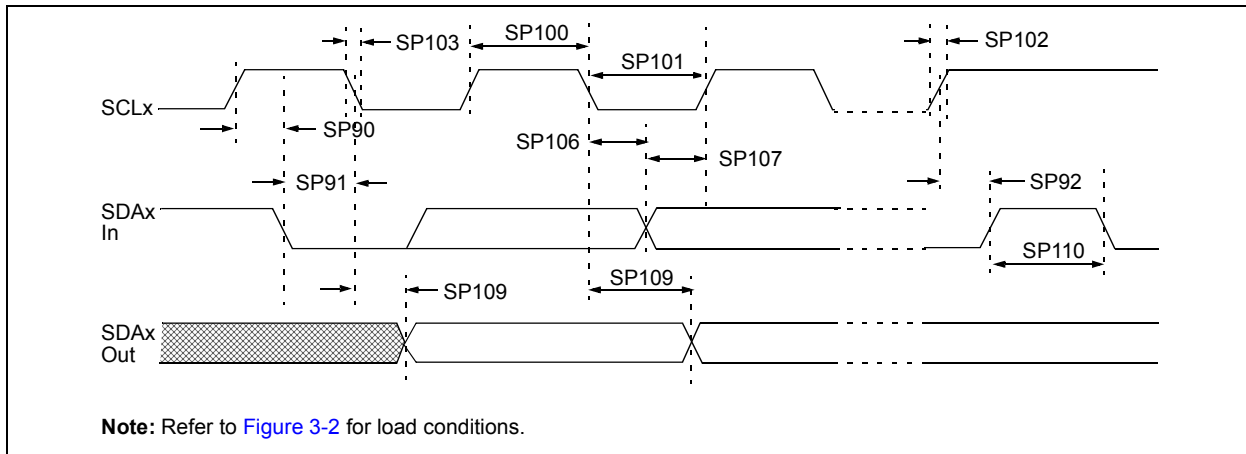 SP103
SP100
SP102
SP101
SCLx
SP90
SP106
SP107
SP91
SP92
SDAx
In
SP110
SP109
SP109
SDAx
Out
Note: Refer to Figure 3-2 for load conditions.